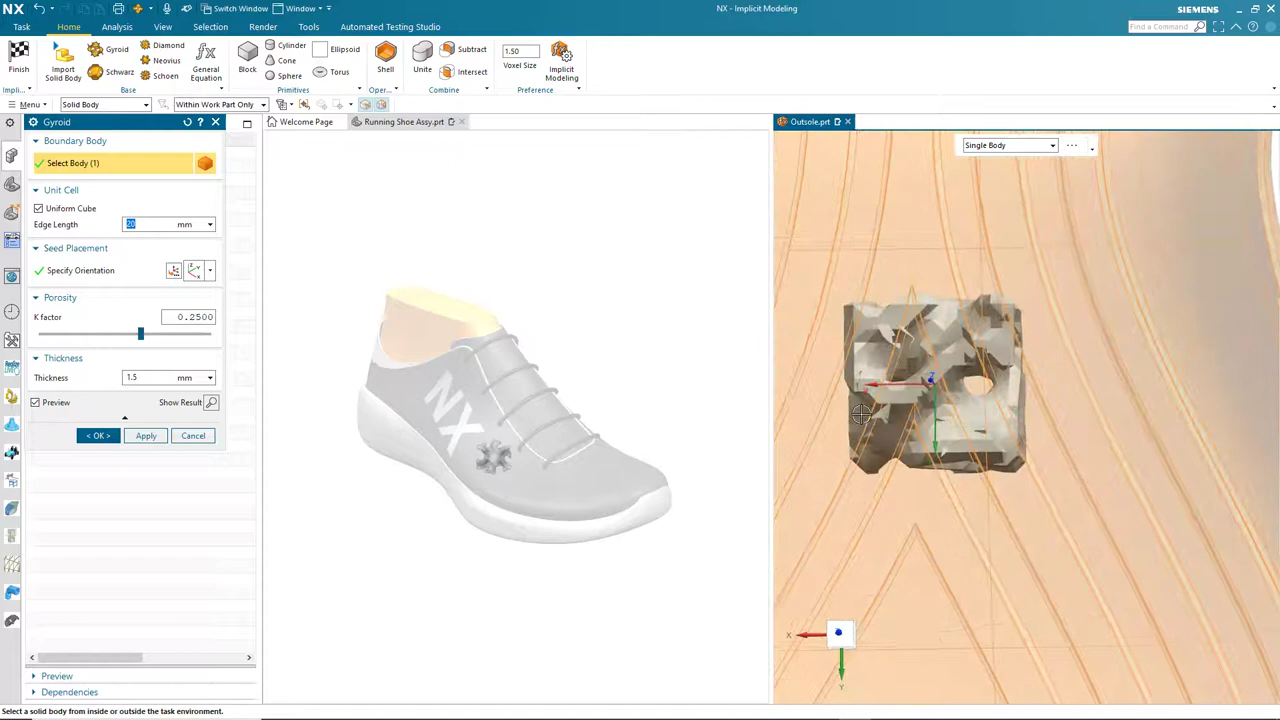 NX
Switch Window
Window
NX - Implicit Modeling
SIEMENS
Task
Home
Analysis
View
Selection
Render
Tools
Automated Testing Studio
Find a Command
Finish
Import Solid Body
Gyroid
Schwarz
Diamond
Neovius
Schoen
General Equation
Block
Cylinder
Cone
Sphere
Ellipsoid
Torus
Shell
Unite
Subtract
Intersect
1.50
Voxel Size
Implicit Modeling
Impli...
Base
Primitives
Oper...
Combine
Preference
Menu
Solid Body
Within Work Part Only
Gyroid
Welcome Page
Running Shoe Assy.prt
Outsole.prt
Boundary Body
Select Body (1)
Single Body
Unit Cell
Uniform Cube
Edge Length
20
mm
Seed Placement
Specify Orientation
Porosity
K factor
0.2500
Thickness
Thickness
1.5
mm
Preview
Show Result
< OK >
Apply
Cancel
NX
Z
X
Y
Preview
Dependencies
Select a solid body from inside or outside the task environment.